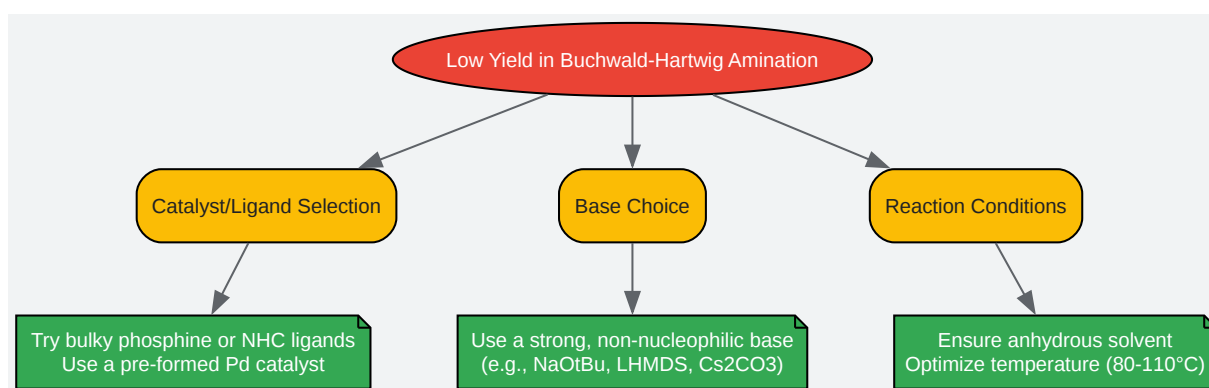 Low Yield in Buchwald-Hartwig Amination
Catalyst/Ligand Selection
Base Choice
Reaction Conditions
Try bulky phosphine or NHC ligands
Use a pre-formed Pd catalyst
Use a strong, non-nucleophilic base
(e.g., NaOtBu, LHMDS, Cs2CO3)
Ensure anhydrous solvent
Optimize temperature (80-110°C)